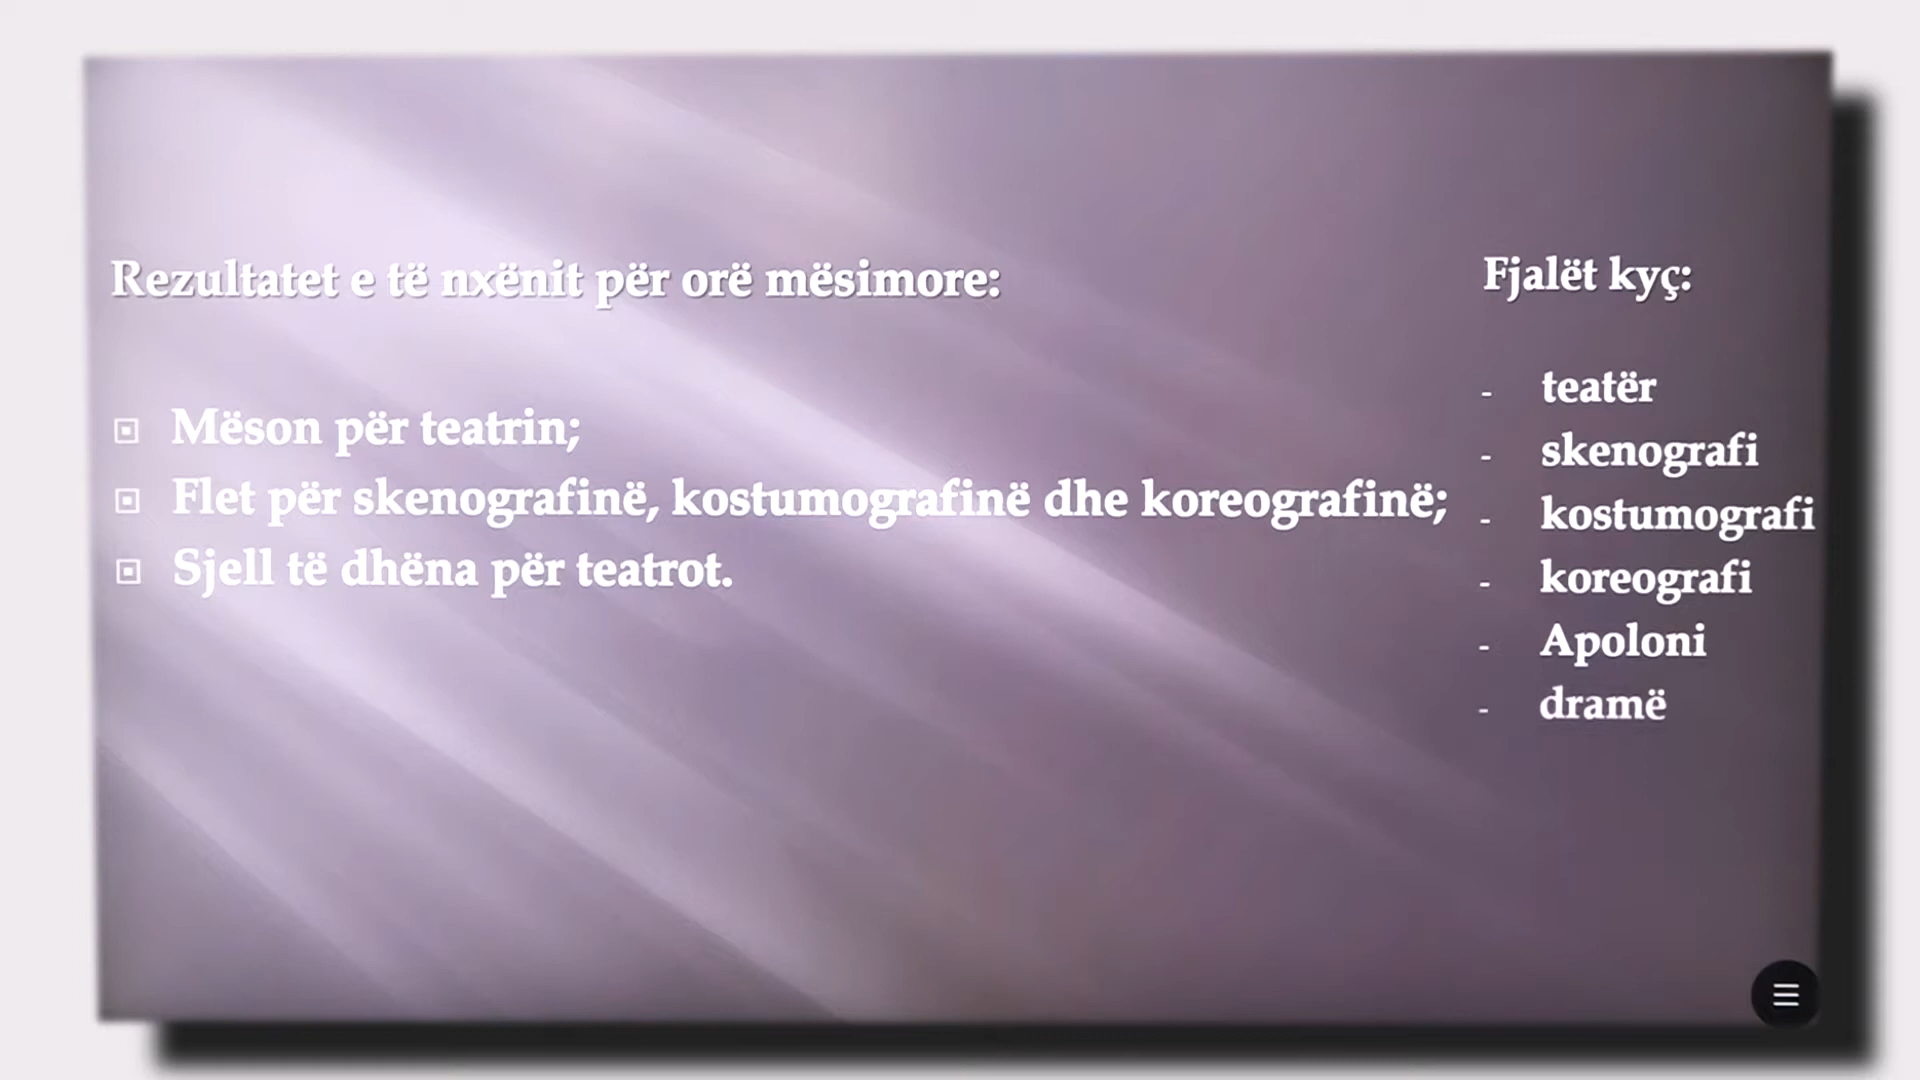 Rezultatet e të nxënit për orë mësimore:
Mëson për teatrin;
Flet për skenografinë, kostumografinë dhe koreografinë;
Sjell të dhëna për teatrot.
Fjalët kyç:
- teatër
- skenografi
- kostumografi
- koreografi
- Apoloni
- dramë